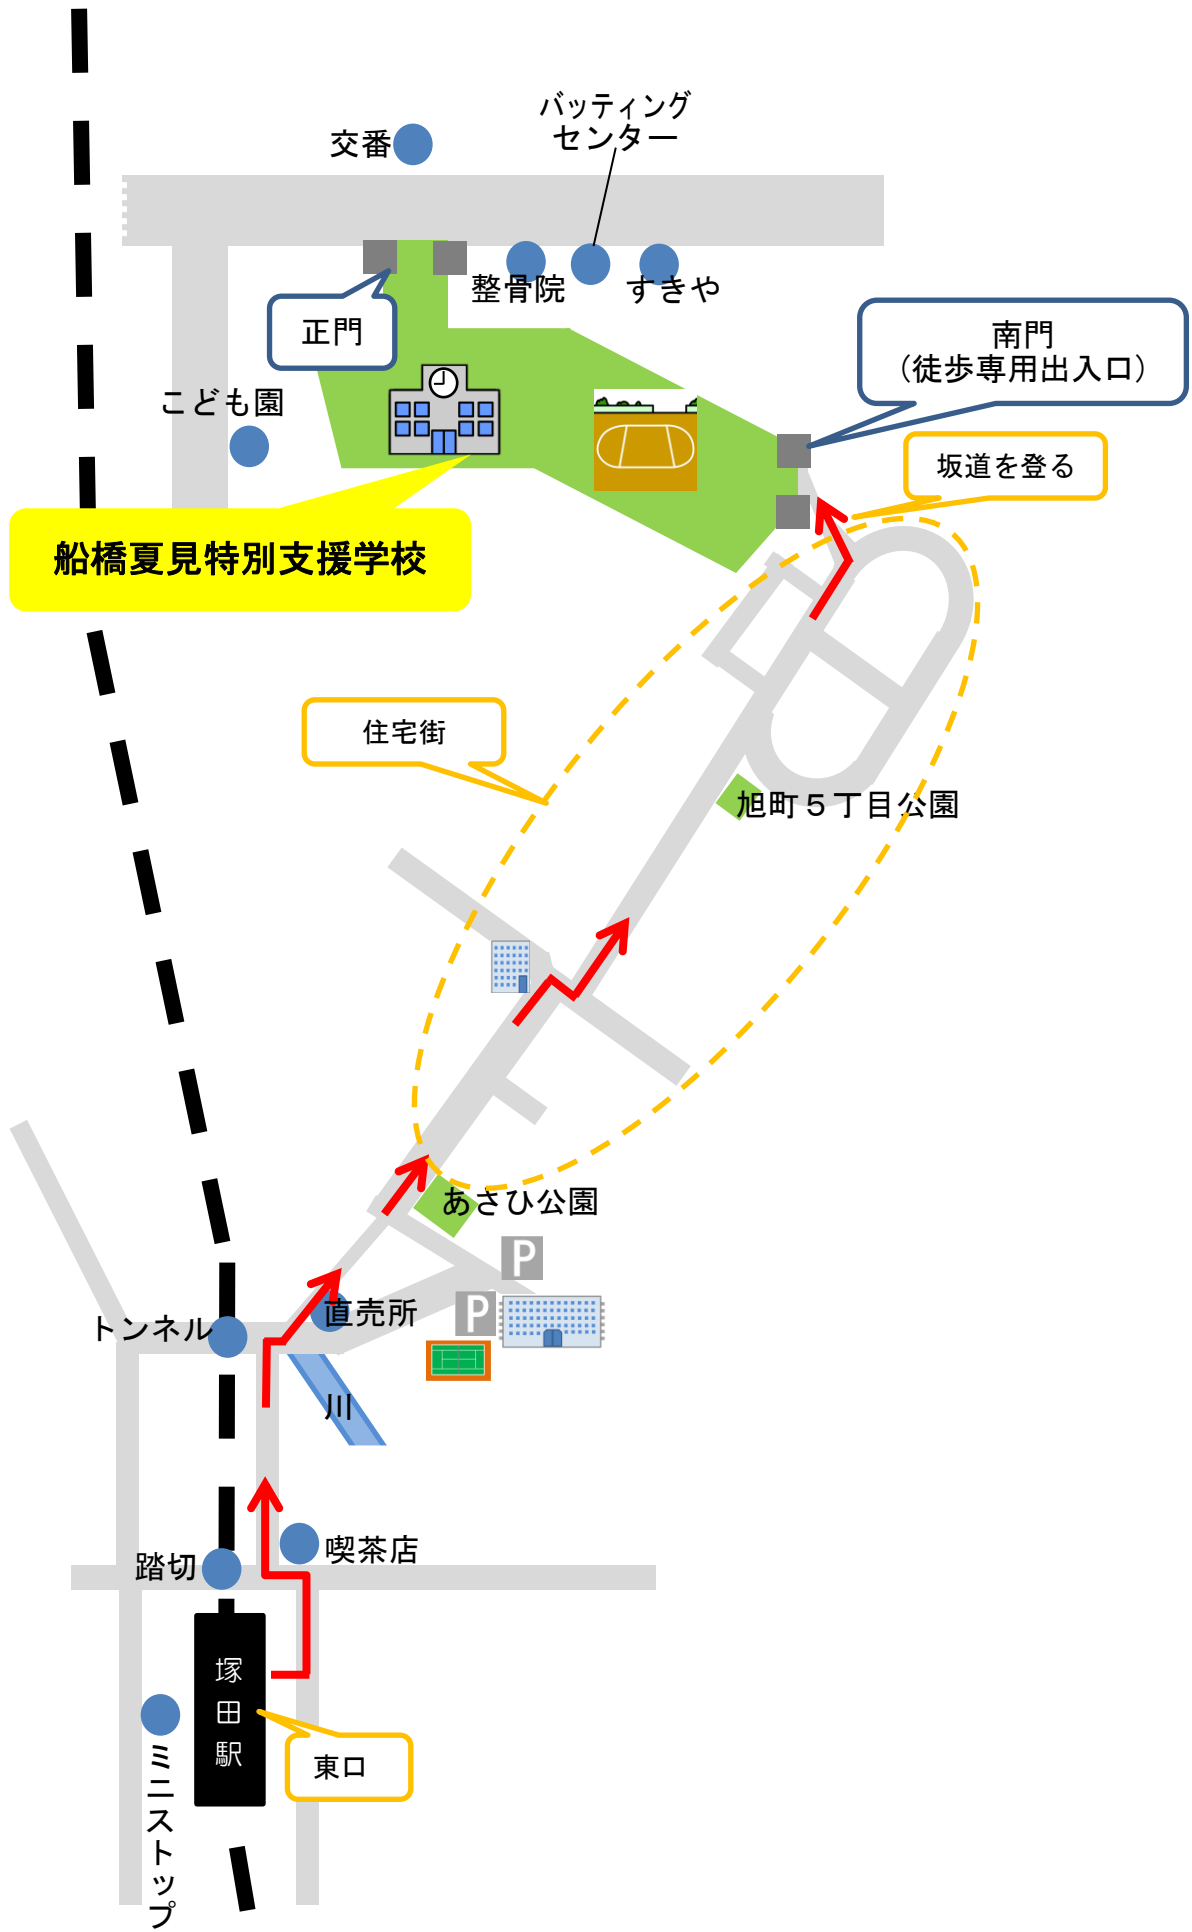 バッティング
センター
交番
整骨院
すきや
正門
南門
（徒歩専用出入口）
こども園
坂道を登る
船橋夏見特別支援学校
住宅街
旭町５丁目公園
あさひ公園
P
P
直売所
トンネル
川
喫茶店
踏切
塚田駅
東口
ミニストップ